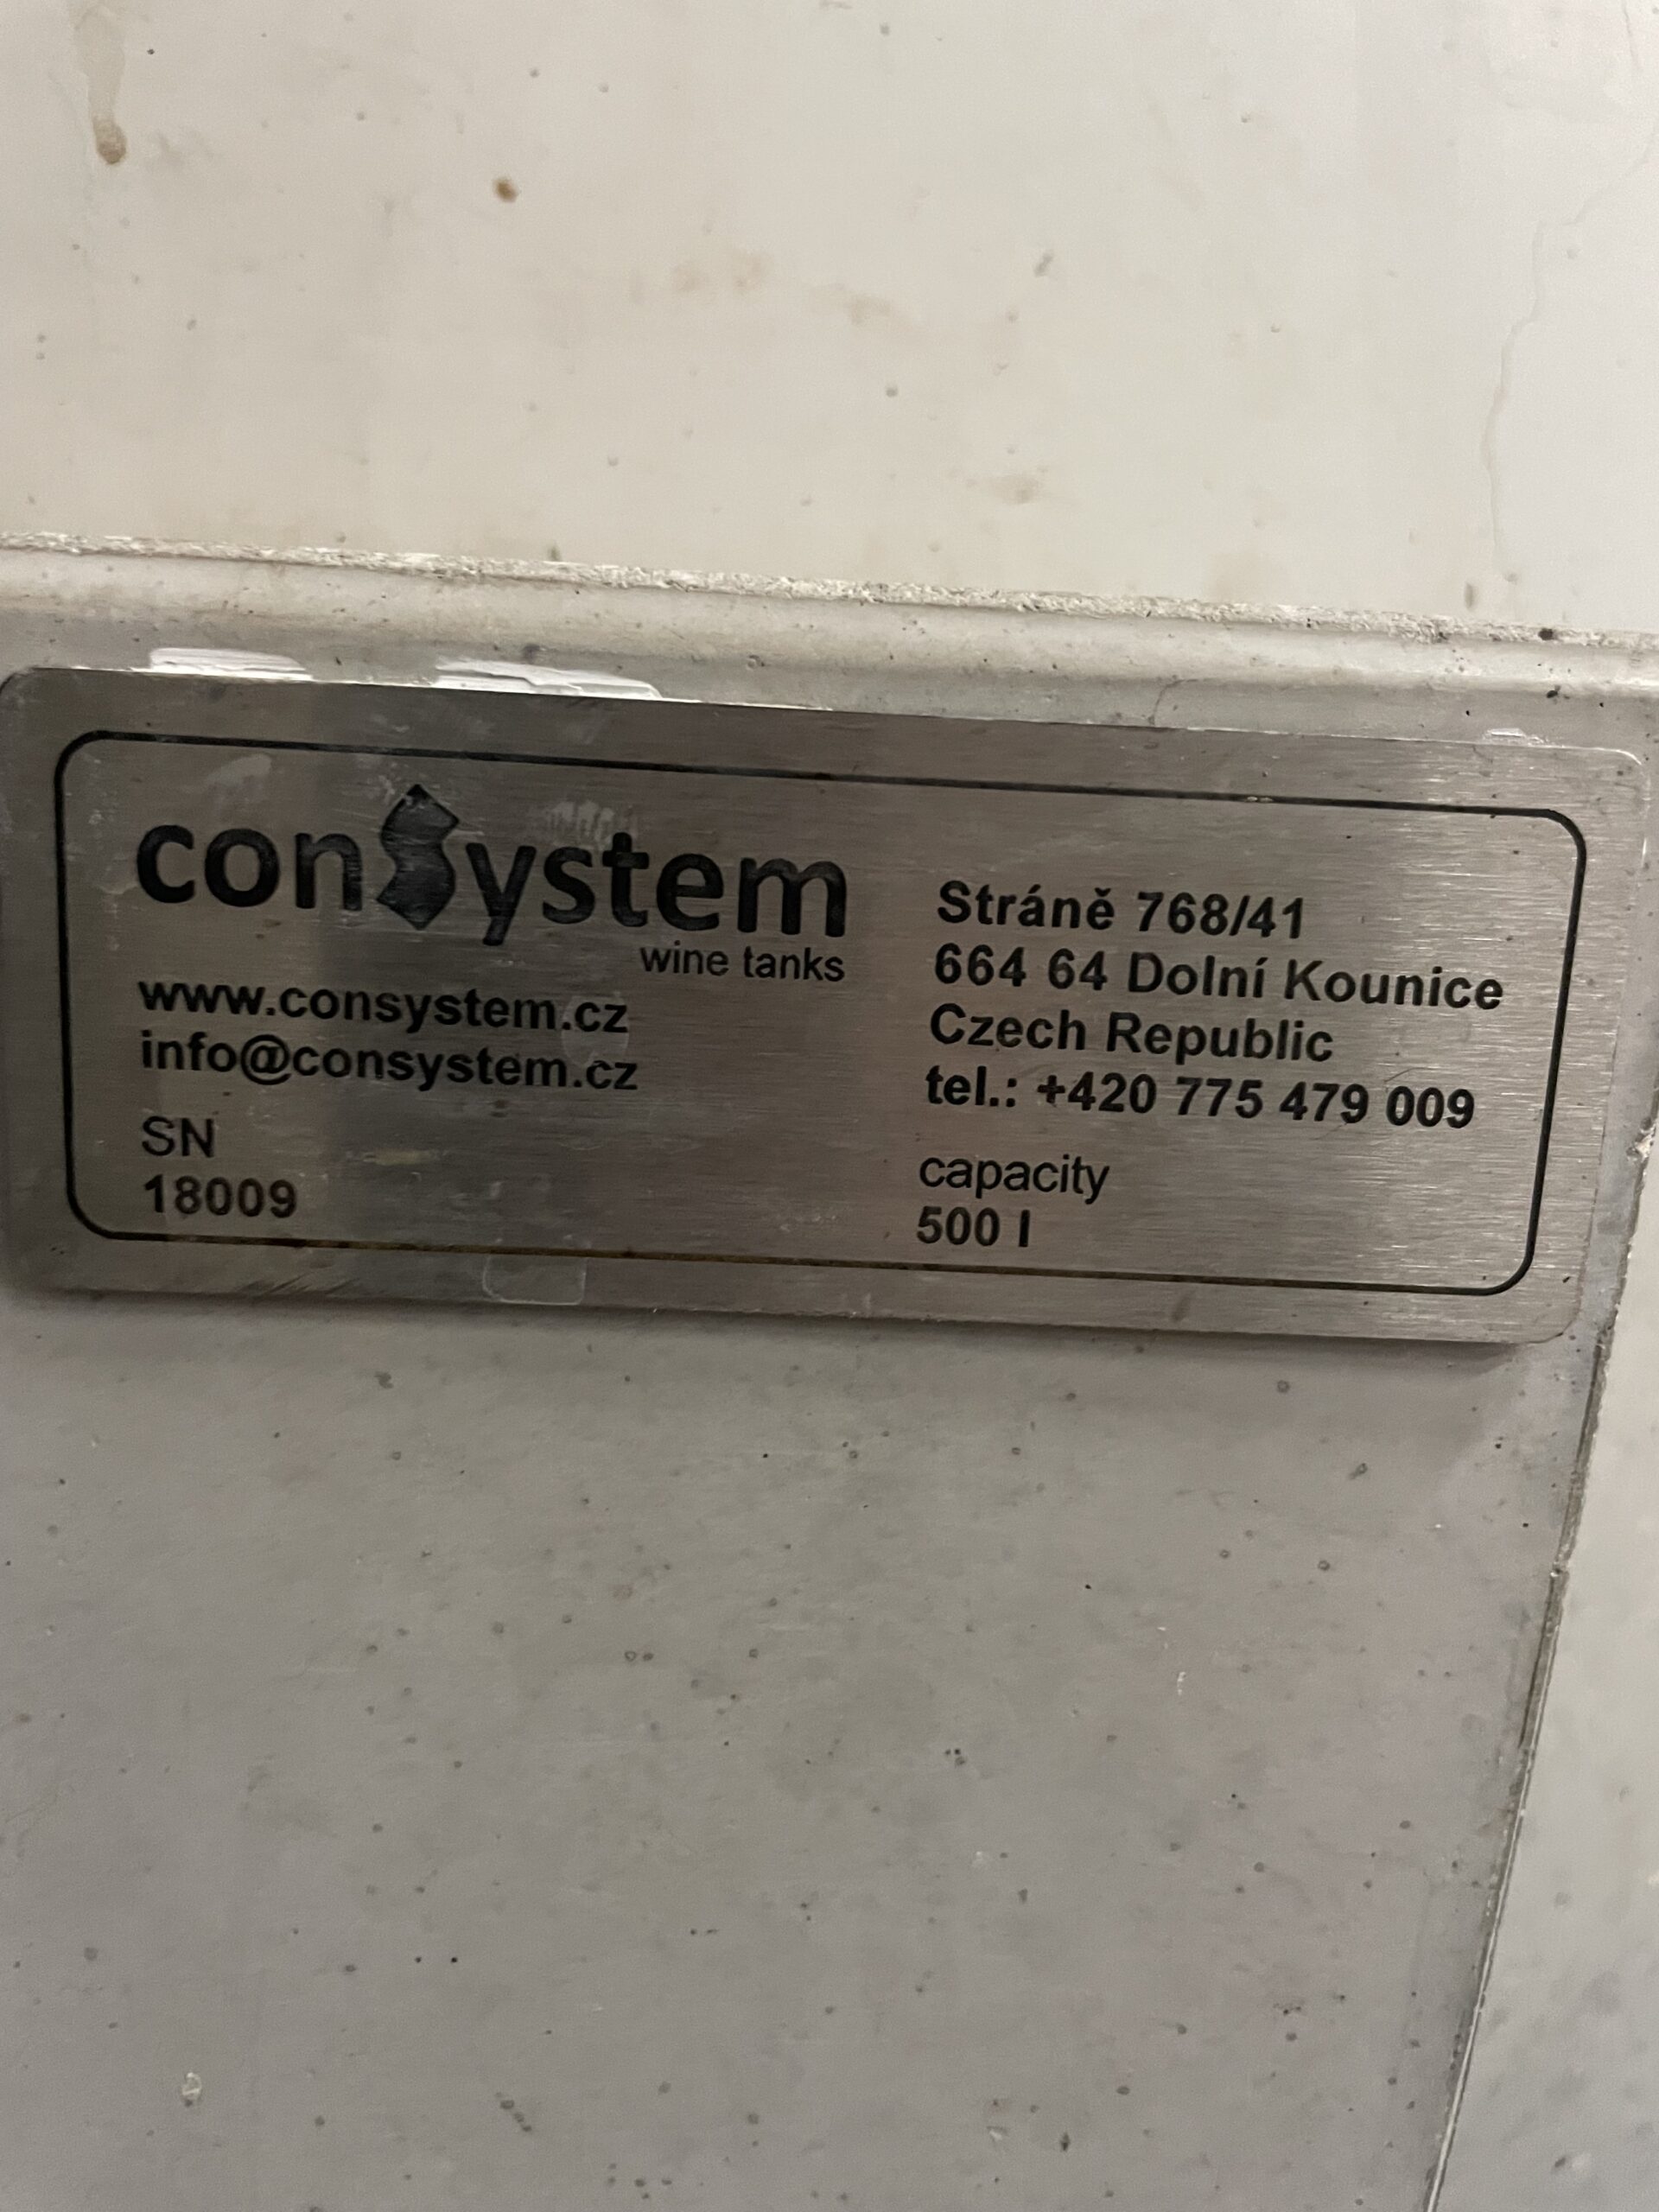 conSystem
wine tanks
www.consystem.cz
info@consystem.cz
SN
18009
Stráně 768/41
664 64 Dolní Kounice
Czech Republic
tel.: +420 775 479 009
capacity
500 l